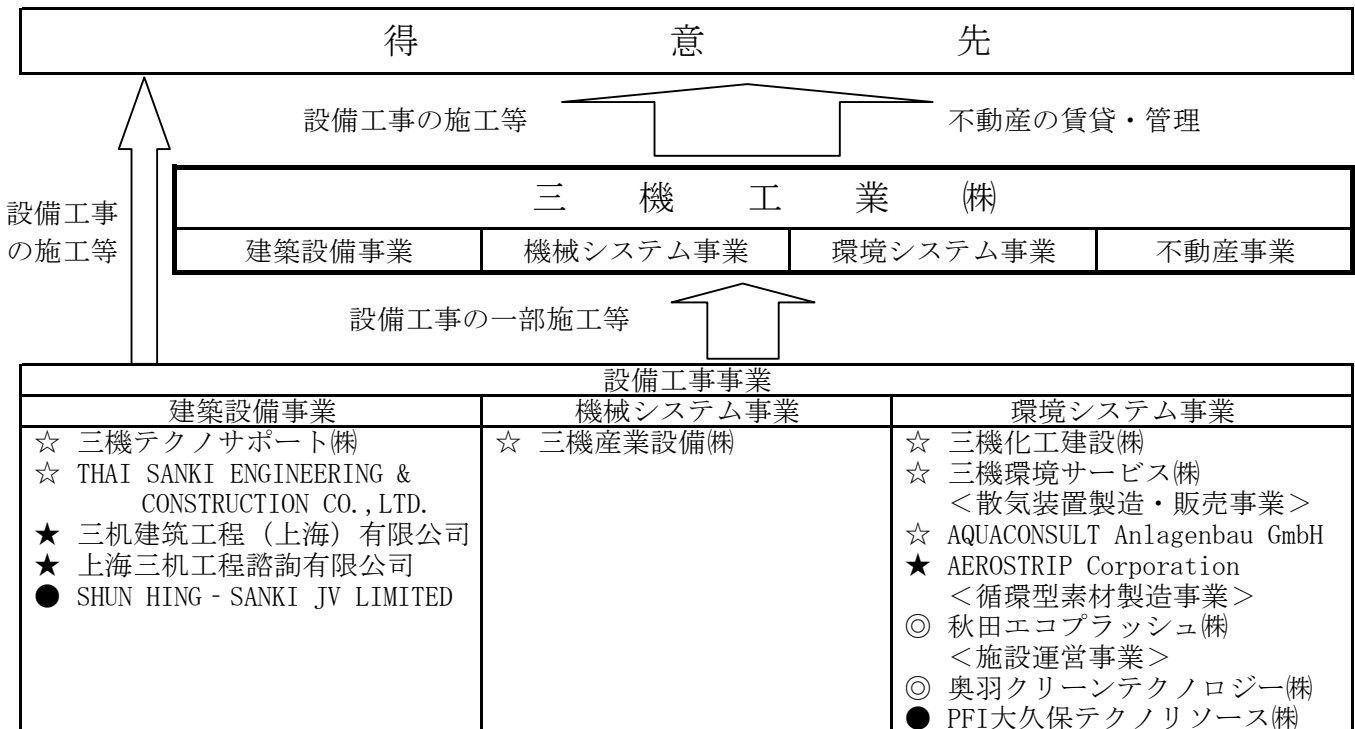 得意先
設備工事の施工等
不動産の賃貸・管理
設備工事
の施工等
三機工業㈱
建築設備事業
機械システム事業
環境システム事業
不動産事業
設備工事の一部施工等
設備工事事業
建築設備事業
☆ 三機テクノサポート㈱
☆ THAI SANKI ENGINEERING &
CONSTRUCTION CO.,LTD.
★ 三机建筑工程（上海）有限公司
★ 上海三机工程諮詢有限公司
● SHUN HING‐SANKI JV LIMITED
機械システム事業
☆ 三機産業設備㈱
環境システム事業
☆ 三機化工建設㈱
☆ 三機環境サービス㈱
＜散気装置製造・販売事業＞
☆ AQUACONSULT Anlagenbau GmbH
★ AEROSTRIP Corporation
＜循環型素材製造事業＞
◎ 秋田エコプラッシュ㈱
＜施設運営事業＞
◎ 奥羽クリーンテクノロジー㈱
● PFI大久保テクノリソース㈱